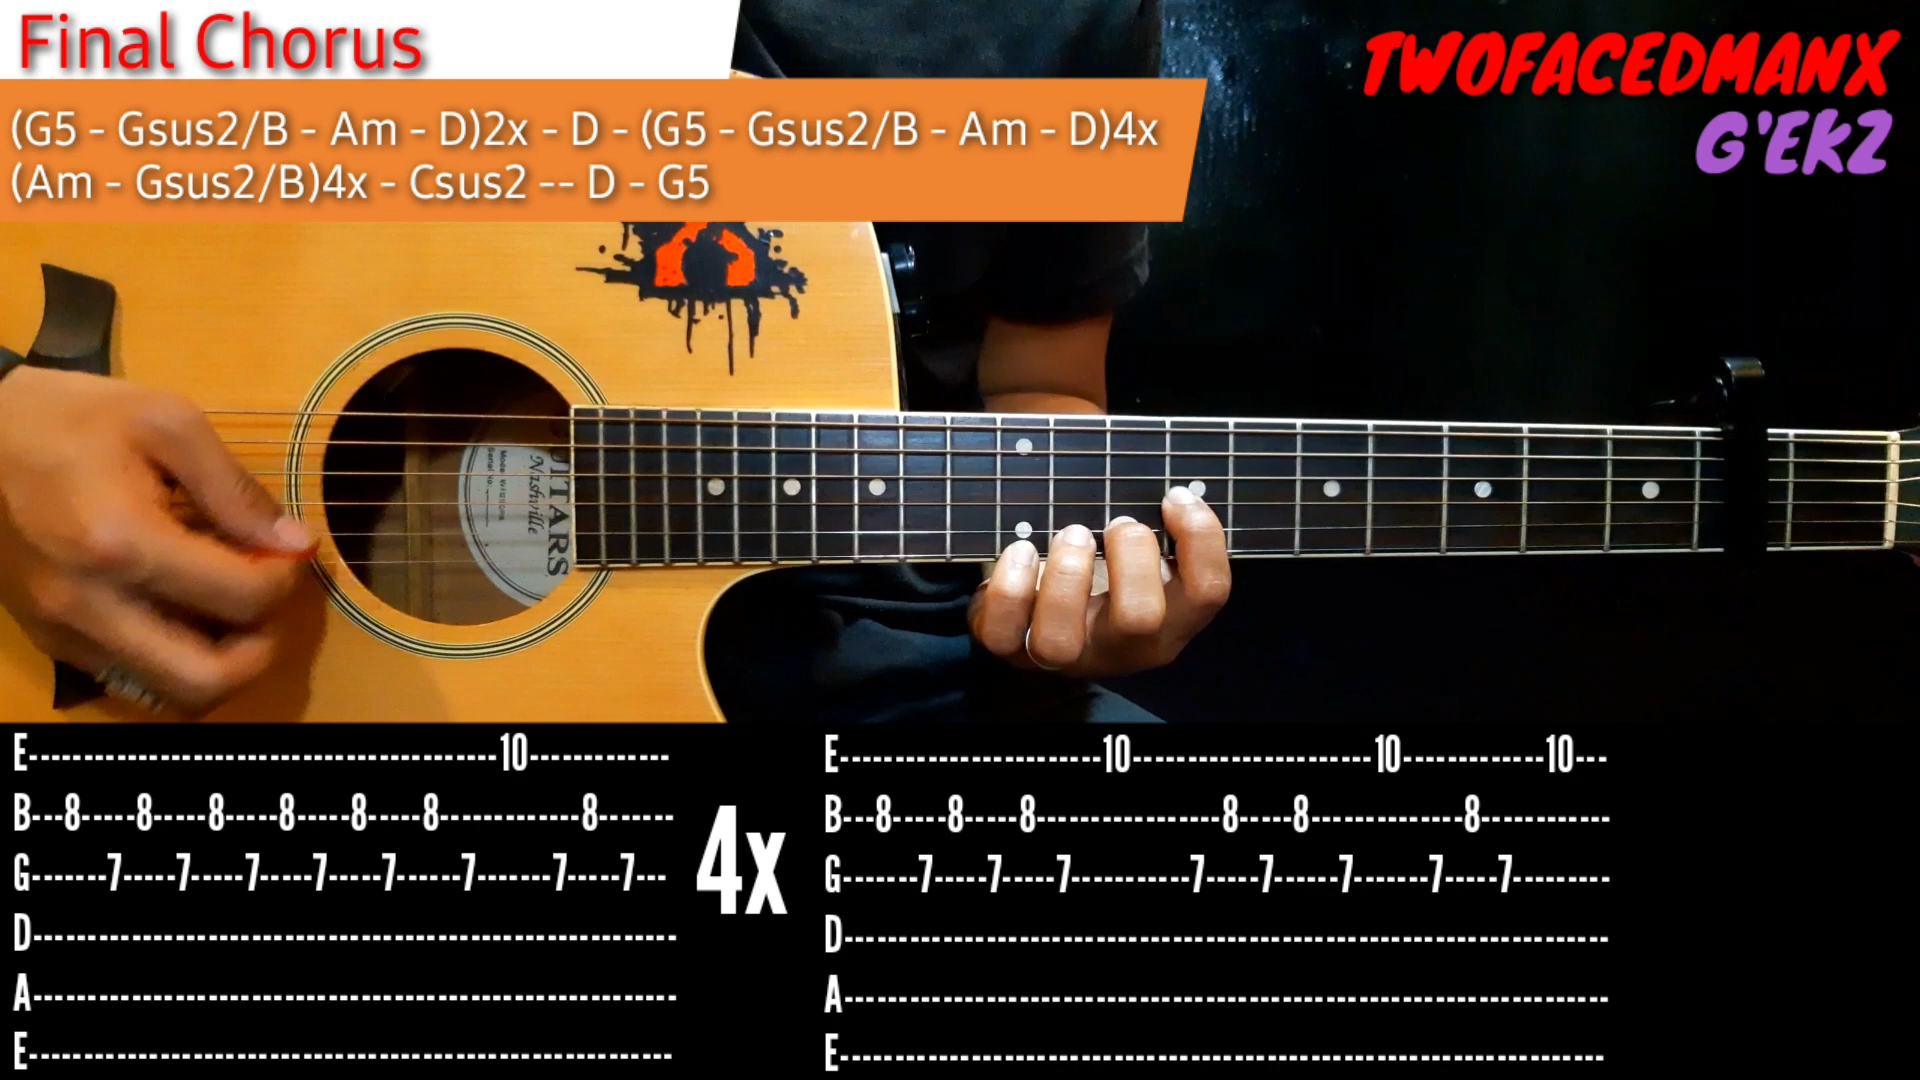 Final Chorus
(G5 - Gsus2/B - Am - D)2x - D - (G5 - Gsus2/B - Am - D)4x
(Am - Gsus2/B)4x - Csus2 -- D - G5
TWOFACEDMANX
G'EKZ
GUITARS
Nashville
E--------------------------------------------10-------------
B---8-----8-----8-----8-----8-----8-------------8-------
G-------7-----7-----7-----7-----7------7-------7-----7---
D------------------------------------------------------------
A------------------------------------------------------------
E------------------------------------------------------------
4x
E------------------------10----------------------10------------10---
B---8-----8-----8-----------------8-----8--------------8-----------
G-------7-----7-----7----------7-----7------7-------7-----7---------
D-----------------------------------------------------------------------
A-----------------------------------------------------------------------
E-----------------------------------------------------------------------